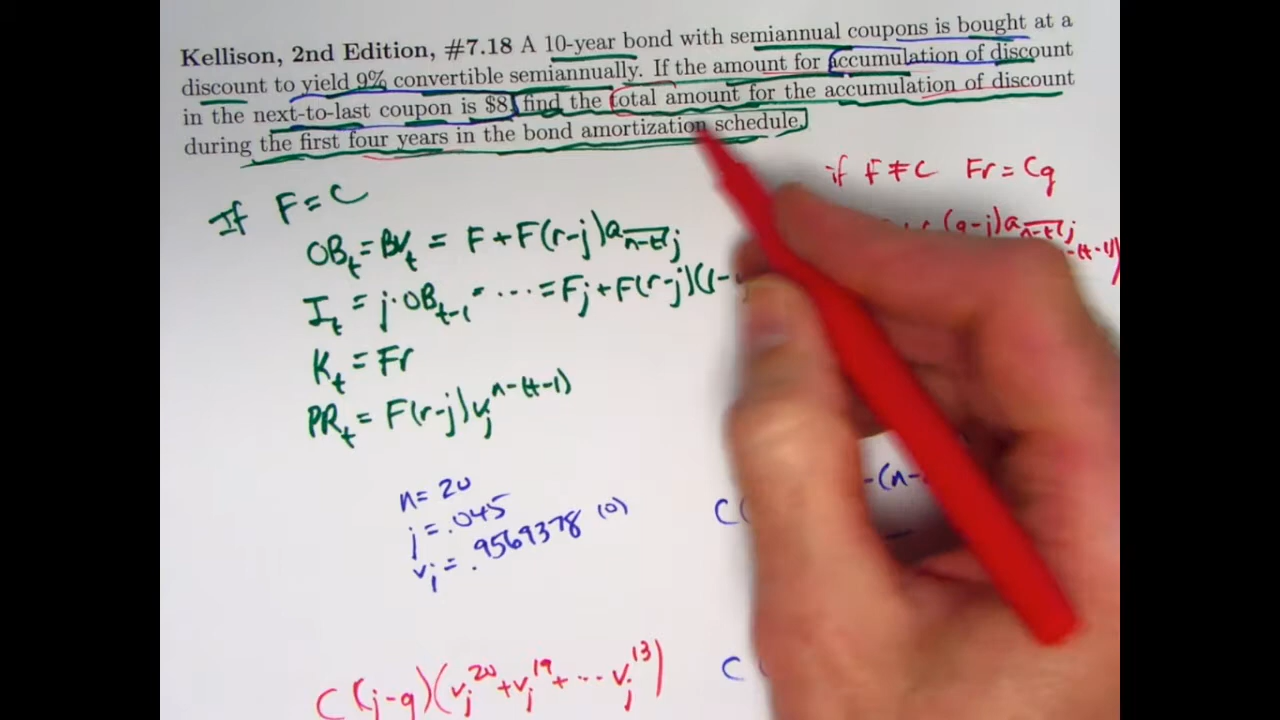 Kellison, 2nd Edition, #7.18 A 10-year bond with semiannual coupons is bought at a
discount to yield 9% convertible semiannually. If the amount for accumulation of discount
in the next-to-last coupon is $8, find the total amount for the accumulation of discount
during the first four years in the bond amortization schedule.
if F ≠ C Fr = Cg
If F = C
(g-j)a n-t|j
OB_t = BV_t = F + F(r-j)a n-t|j
-(t-1))
I_t = j·OB_{t-1} = ... = Fj + F(r-j)(1-
K_t = Fr
PR_t = F(r-j)v_j^{n-(t-1)}
n = 20
j = .045
v_j = .9569378 (0)
-(n-
C(
C(j-g)(v_j^{20} + v_j^{19} + ... v_j^{13})
C(